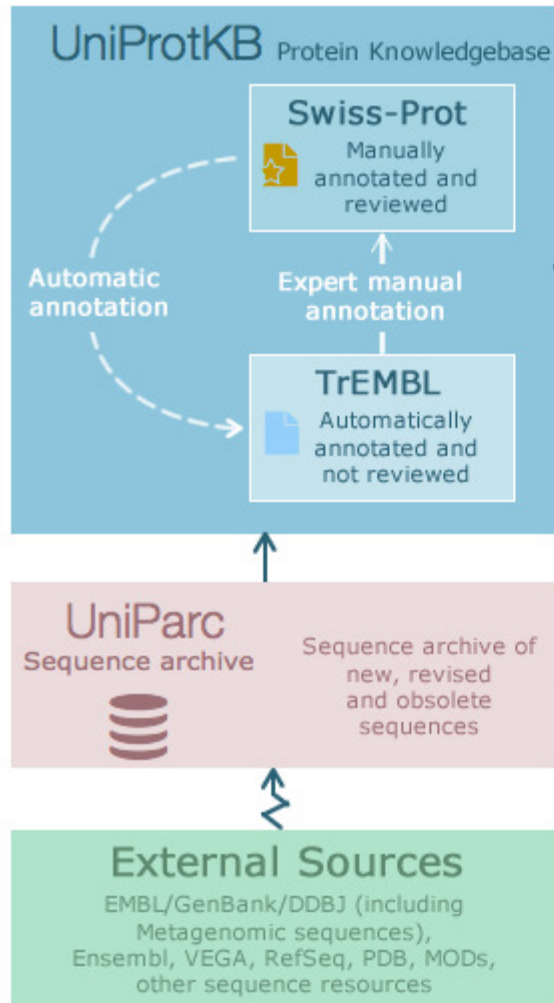 UniProtKB Protein Knowledgebase
Swiss-Prot
Manually
annotated and
reviewed
Automatic
annotation
Expert manual
annotation
TrEMBL
Automatically
annotated and
not reviewed
UniParc
Sequence archive
Sequence archive of
new, revised
and obsolete
sequences
External Sources
EMBL/GenBank/DDBJ (including
Metagenomic sequences),
Ensembl, VEGA, RefSeq, PDB, MODs,
other sequence resources